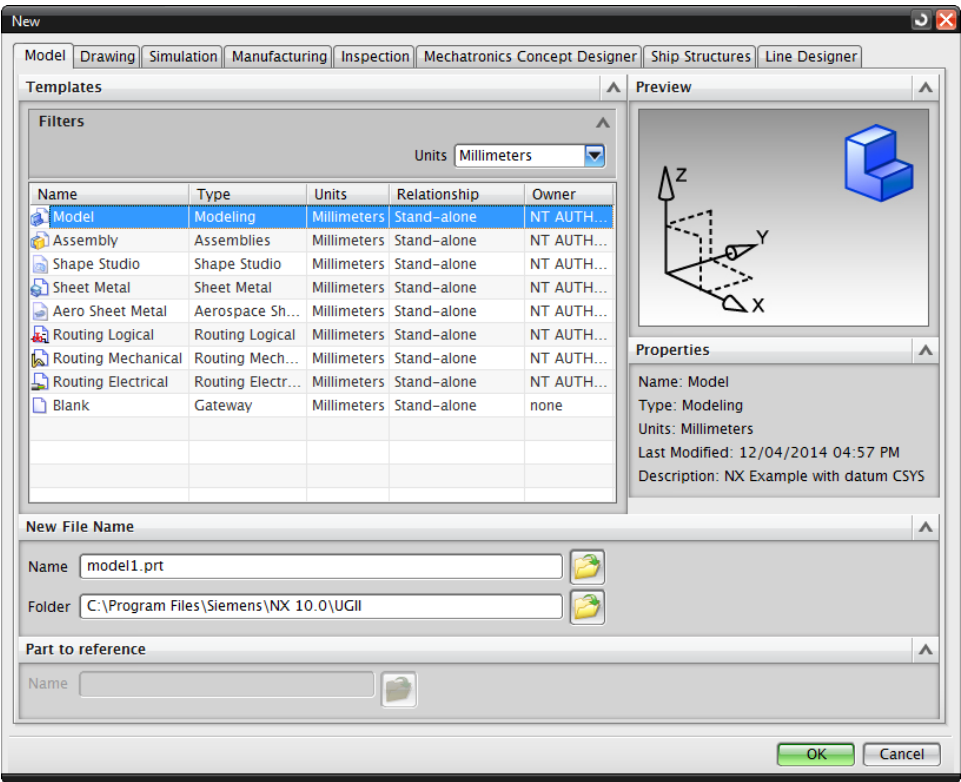 New
Model Drawing Simulation Manufacturing Inspection Mechatronics Concept Designer Ship Structures Line Designer
Templates
Filters
Units Millimeters
Name Type Units Relationship Owner
Model Modeling Millimeters Stand-alone NT AUTH...
Assembly Assemblies Millimeters Stand-alone NT AUTH...
Shape Studio Shape Studio Millimeters Stand-alone NT AUTH...
Sheet Metal Sheet Metal Millimeters Stand-alone NT AUTH...
Aero Sheet Metal Aerospace Sh... Millimeters Stand-alone NT AUTH...
Routing Logical Routing Logical Millimeters Stand-alone NT AUTH...
Routing Mechanical Routing Mech... Millimeters Stand-alone NT AUTH...
Routing Electrical Routing Electr... Millimeters Stand-alone NT AUTH...
Blank Gateway Millimeters Stand-alone none
Preview
Z
Y
X
Properties
Name: Model
Type: Modeling
Units: Millimeters
Last Modified: 12/04/2014 04:57 PM
Description: NX Example with datum CSYS
New File Name
Name model1.prt
Folder C:\Program Files\Siemens\NX 10.0\UGII
Part to reference
Name
OK Cancel